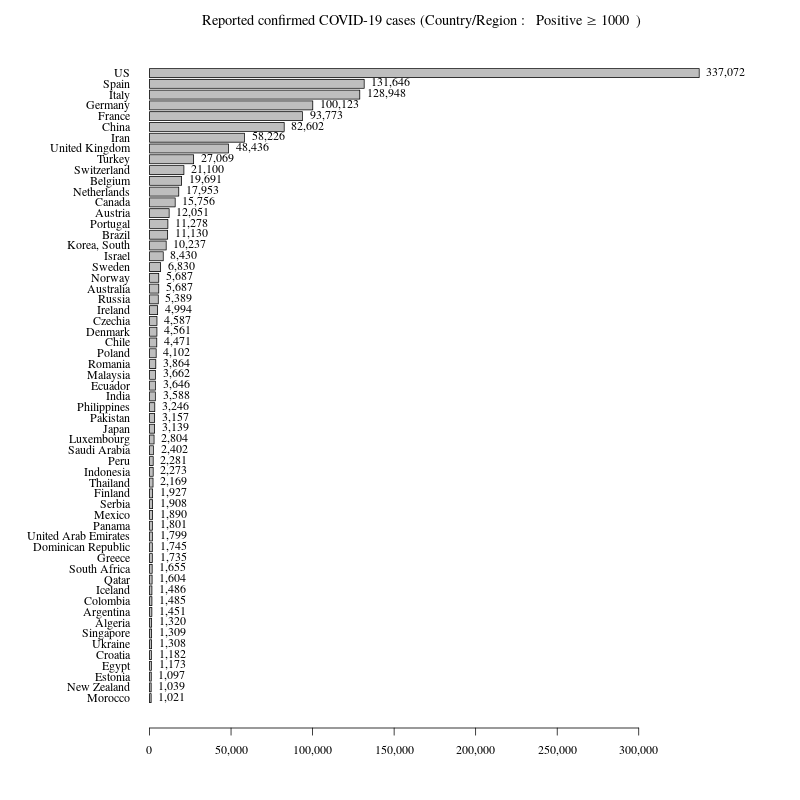 Reported confirmed COVID-19 cases (Country/Region : Positive ≥ 1000 )
US 337,072
Spain 131,646
Italy 128,948
Germany 100,123
France 93,773
China 82,602
Iran 58,226
United Kingdom 48,436
Turkey 27,069
Switzerland 21,100
Belgium 19,691
Netherlands 17,953
Canada 15,756
Austria 12,051
Portugal 11,278
Brazil 11,130
Korea, South 10,237
Israel 8,430
Sweden 6,830
Norway 5,687
Australia 5,687
Russia 5,389
Ireland 4,994
Czechia 4,587
Denmark 4,561
Chile 4,471
Poland 4,102
Romania 3,864
Malaysia 3,662
Ecuador 3,646
India 3,588
Philippines 3,246
Pakistan 3,157
Japan 3,139
Luxembourg 2,804
Saudi Arabia 2,402
Peru 2,281
Indonesia 2,273
Thailand 2,169
Finland 1,927
Serbia 1,908
Mexico 1,890
Panama 1,801
United Arab Emirates 1,799
Dominican Republic 1,745
Greece 1,735
South Africa 1,655
Qatar 1,604
Iceland 1,486
Colombia 1,485
Argentina 1,451
Algeria 1,320
Singapore 1,309
Ukraine 1,308
Croatia 1,182
Egypt 1,173
Estonia 1,097
New Zealand 1,039
Morocco 1,021
0 50,000 100,000 150,000 200,000 250,000 300,000